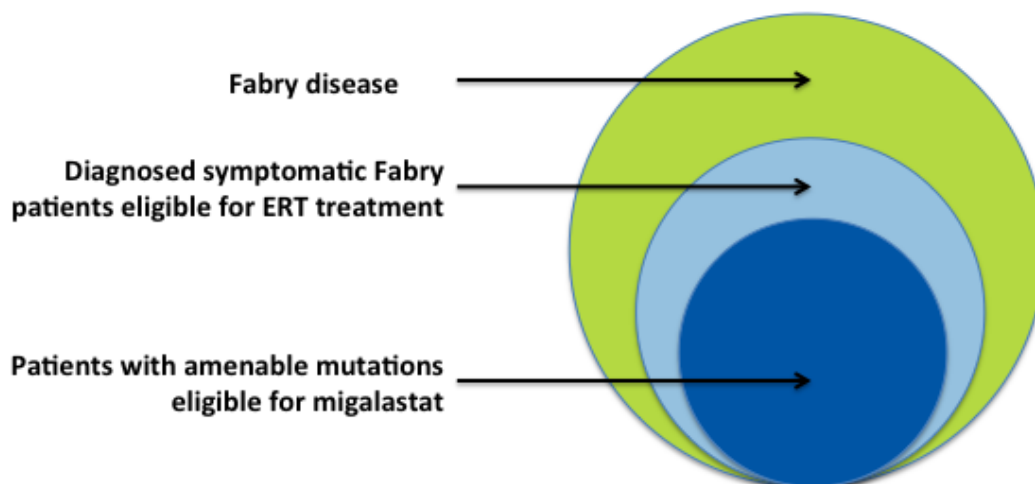 Fabry disease
Diagnosed symptomatic Fabry
patients eligible for ERT treatment
Patients with amenable mutations
eligible for migalastat